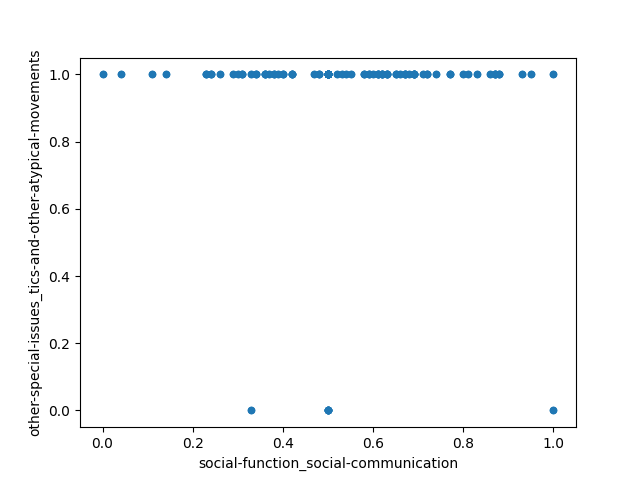 other-special-issues_tics-and-other-atypical-movements
1.0
0.8
0.6
0.4
0.2
0.0
0.0 0.2 0.4 0.6 0.8 1.0
social-function_social-communication